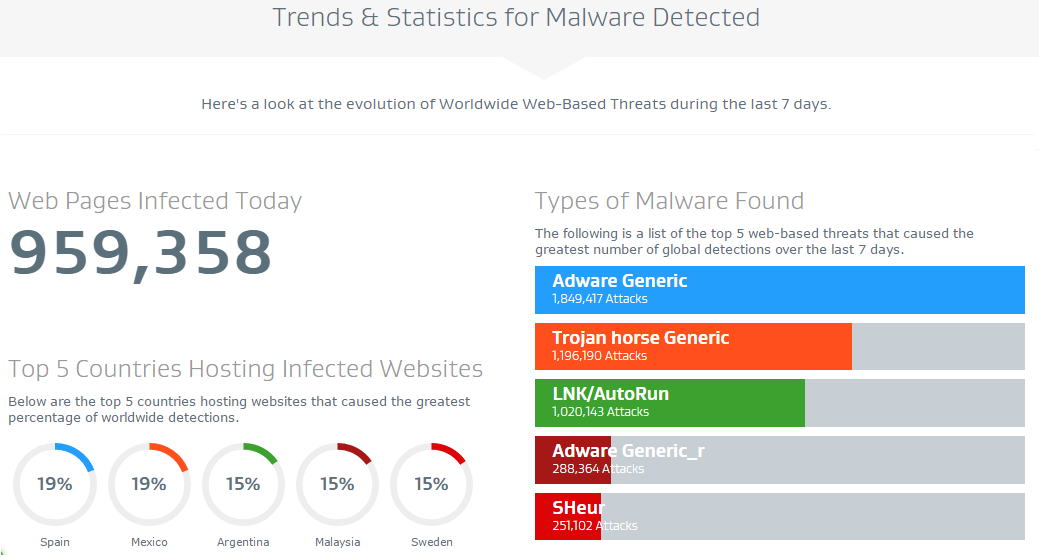 Trends & Statistics for Malware Detected
Here's a look at the evolution of Worldwide Web-Based Threats during the last 7 days.
Web Pages Infected Today
959,358
Top 5 Countries Hosting Infected Websites
Below are the top 5 countries hosting websites that caused the greatest
percentage of worldwide detections.
19%
19%
15%
15%
15%
Spain
Mexico
Argentina
Malaysia
Sweden
Types of Malware Found
The following is a list of the top 5 web-based threats that caused the
greatest number of global detections over the last 7 days.
Adware Generic
1,849,417 Attacks
Trojan horse Generic
1,196,190 Attacks
LNK/AutoRun
1,020,143 Attacks
Adware Generic_r
288,364 Attacks
SHeur
251,102 Attacks